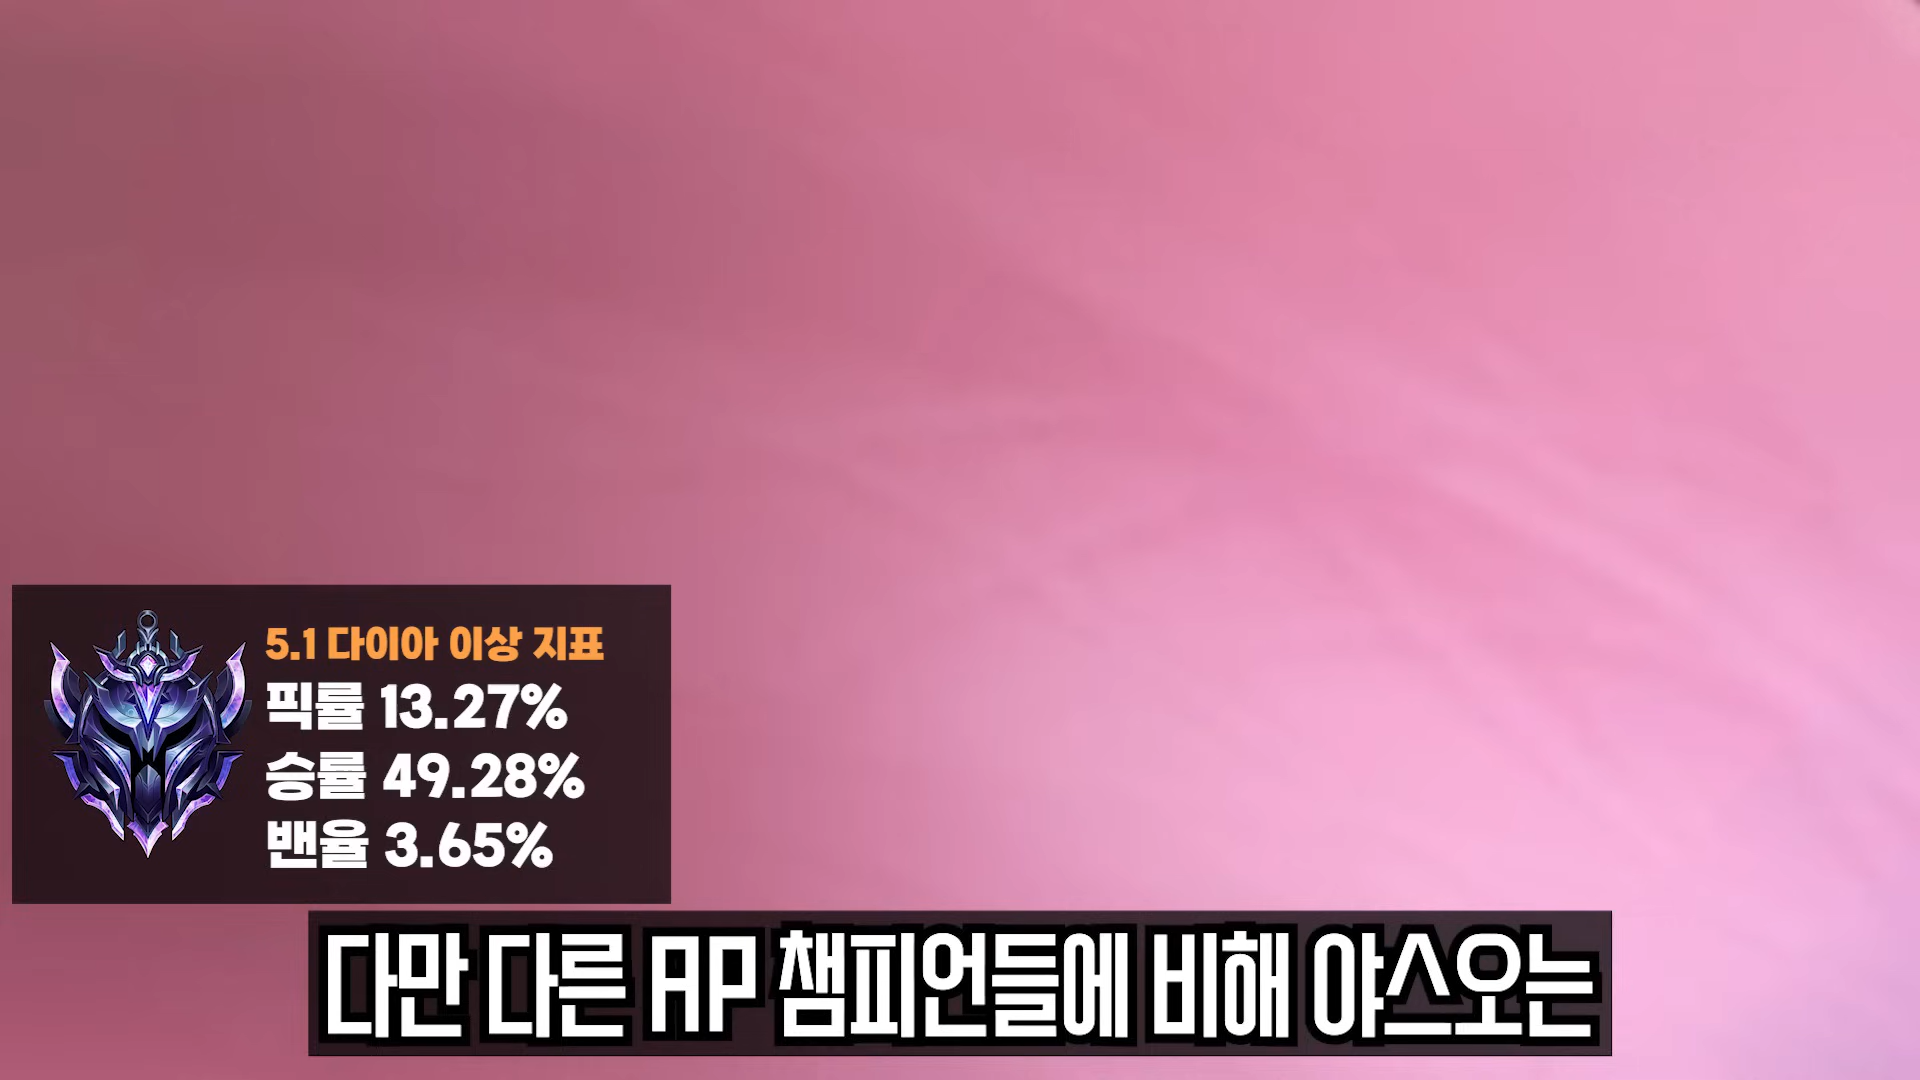 5.1 다이아 이상 지표
픽률 13.27%
승률 49.28%
밴율 3.65%
다만 다른 AP 챔피언들에 비해 야스오는